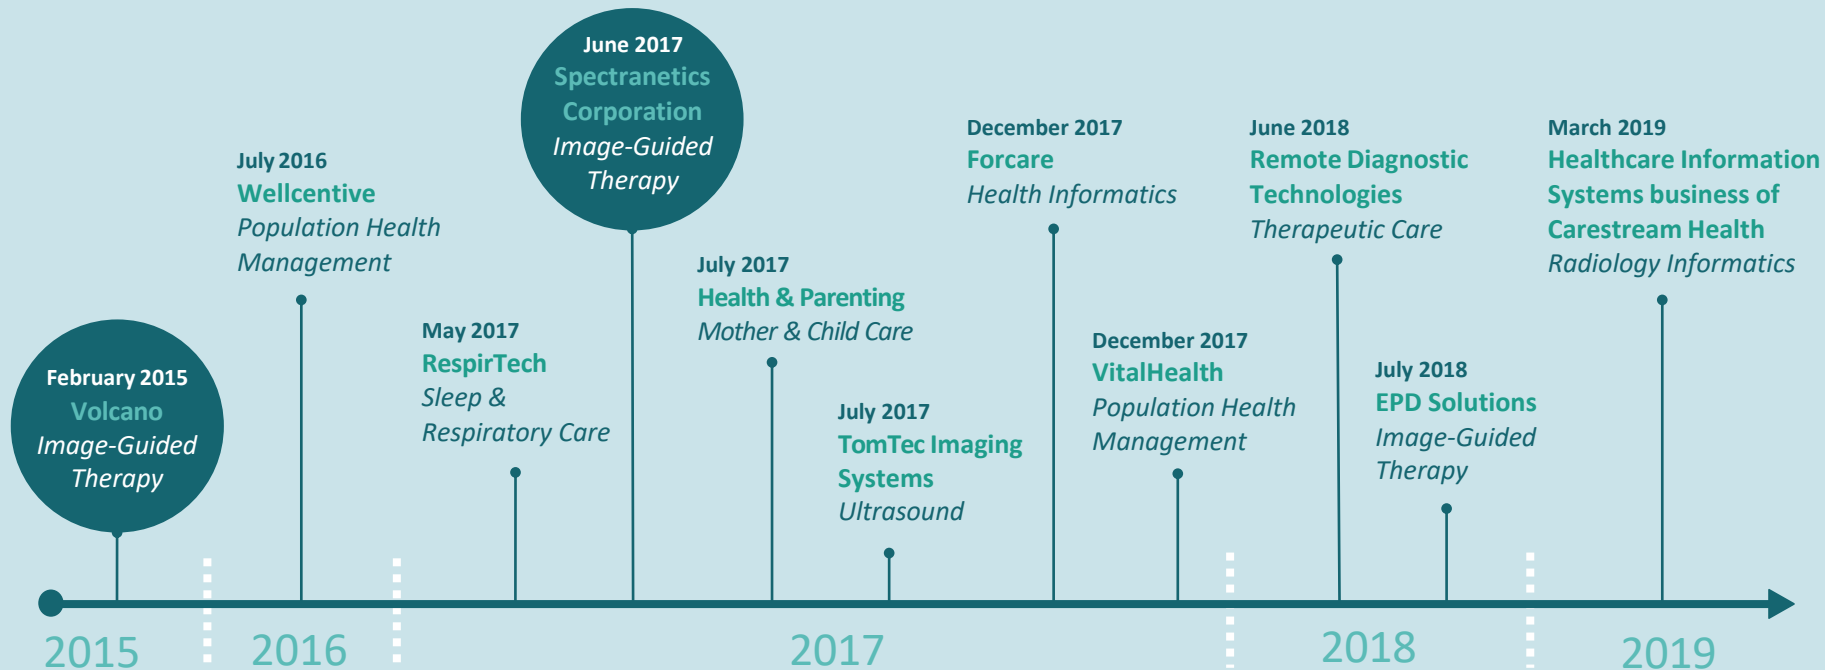 February 2015
Volcano
Image-Guided
Therapy
July 2016
Wellcentive
Population Health
Management
May 2017
RespirTech
Sleep &
Respiratory Care
June 2017
Spectranetics
Corporation
Image-Guided
Therapy
July 2017
Health & Parenting
Mother & Child Care
July 2017
TomTec Imaging
Systems
Ultrasound
December 2017
Forcare
Health Informatics
December 2017
VitalHealth
Population Health
Management
June 2018
Remote Diagnostic
Technologies
Therapeutic Care
July 2018
EPD Solutions
Image-Guided
Therapy
March 2019
Healthcare Information
Systems business of
Carestream Health
Radiology Informatics
2015
2016
2017
2018
2019